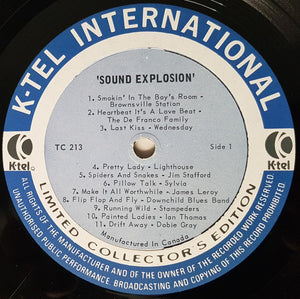 K-TEL INTERNATIONAL
'SOUND EXPLOSION'
1. Smokin' In The Boy's Room -
Brownsville Station
2. Heartbeat It's A Love Beat -
The De Franco Family
3. Last Kiss - Wednesday
TC 213
Side 1
4. Pretty Lady - Lighthouse
5. Spiders And Snakes - Jim Stafford
6. Pillow Talk - Sylvia
7. Make It All Worthwhile - James Leroy
8. Flip Flop And Fly - Downchild Blues Band
9. Running Wild - Stampeders
10. Painted Ladies - Ian Thomas
11. Drift Away - Dobie Gray
Manufactured In Canada
K-tel
K-tel
LIMITED COLLECTOR'S EDITION
ALL RIGHTS OF THE MANUFACTURER AND OF THE OWNER OF THE RECORDED WORK RESERVED
UNAUTHORISED PUBLIC PERFORMANCE BROADCASTING AND COPYING OF THIS RECORD PROHIBITED